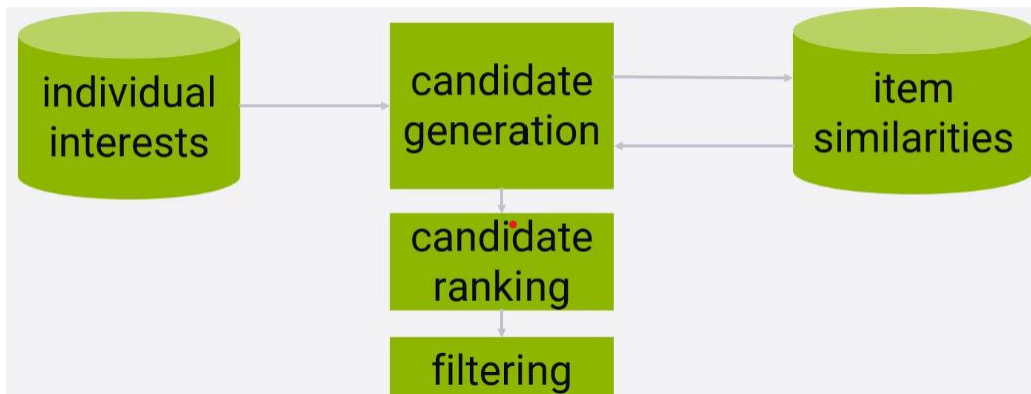 individual
interests
candidate
generation
item
similarities
candidate
ranking
filtering